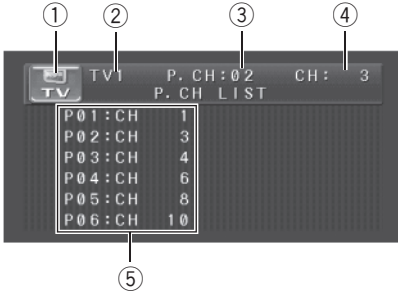 ① ② ③ ④
TV1 P.CH:02 CH: 3
TV
P.CH LIST
P01:CH 1
P02:CH 3
P03:CH 4
P04:CH 6
P05:CH 8
P06:CH 10
⑤